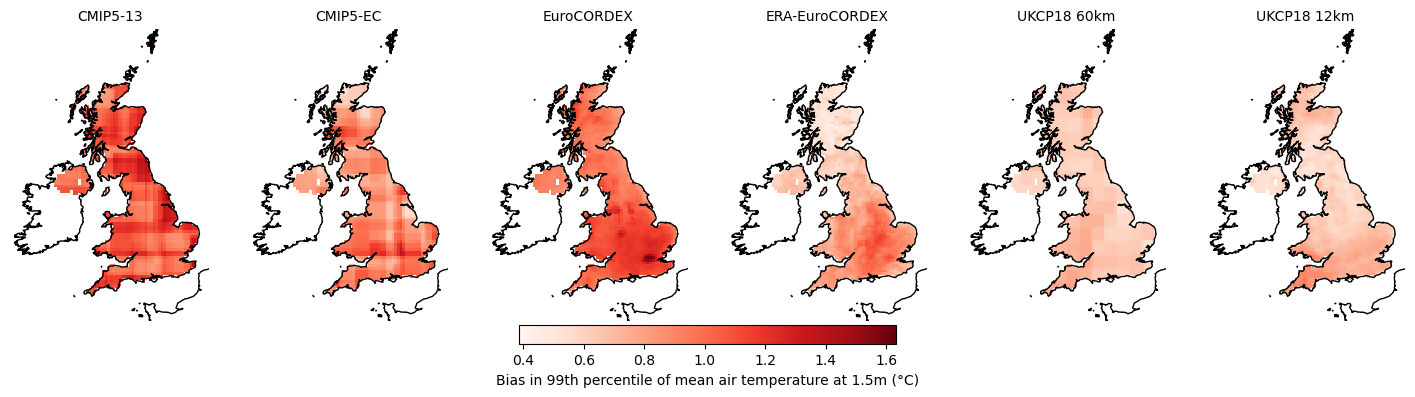 CMIP5-13
CMIP5-EC
EuroCORDEX
ERA-EuroCORDEX
UKCP18 60km
UKCP18 12km
0.4 0.6 0.8 1.0 1.2 1.4 1.6
Bias in 99th percentile of mean air temperature at 1.5m (°C)